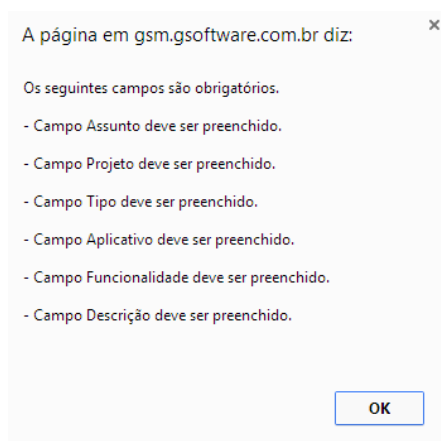 A página em gsm.gsoftware.com.br diz:
Os seguintes campos são obrigatórios.
- Campo Assunto deve ser preenchido.
- Campo Projeto deve ser preenchido.
- Campo Tipo deve ser preenchido.
- Campo Aplicativo deve ser preenchido.
- Campo Funcionalidade deve ser preenchido.
- Campo Descrição deve ser preenchido.
OK